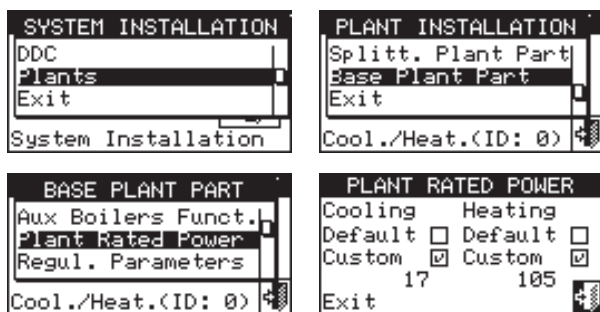 SYSTEM INSTALLATION
DDC
Plants
Exit
System Installation
PLANT INSTALLATION
Splitt. Plant Part
Base Plant Part
Exit
Cool./Heat.(ID: 0)
BASE PLANT PART
Aux Boilers Funct.
Plant Rated Power
Regul. Parameters
Cool./Heat.(ID: 0)
PLANT RATED POWER
Cooling Heating
Default Default
Custom Custom
17 105
Exit